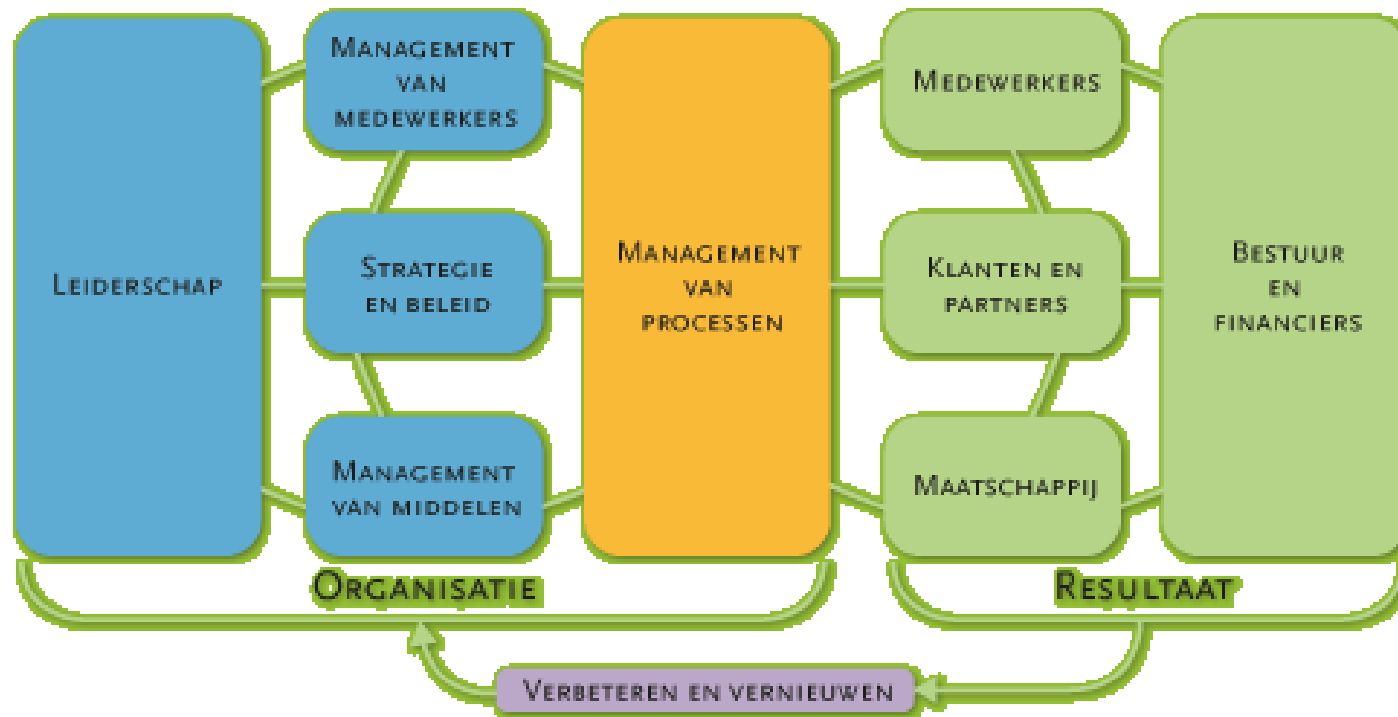 Leiderschap
Management
van
medewerkers
Strategie
en beleid
Management
van middelen
Management
van
processen
Medewerkers
Klanten en
partners
Maatschappij
Bestuur
en
financiers
Organisatie
Resultaat
Verbeteren en vernieuwen